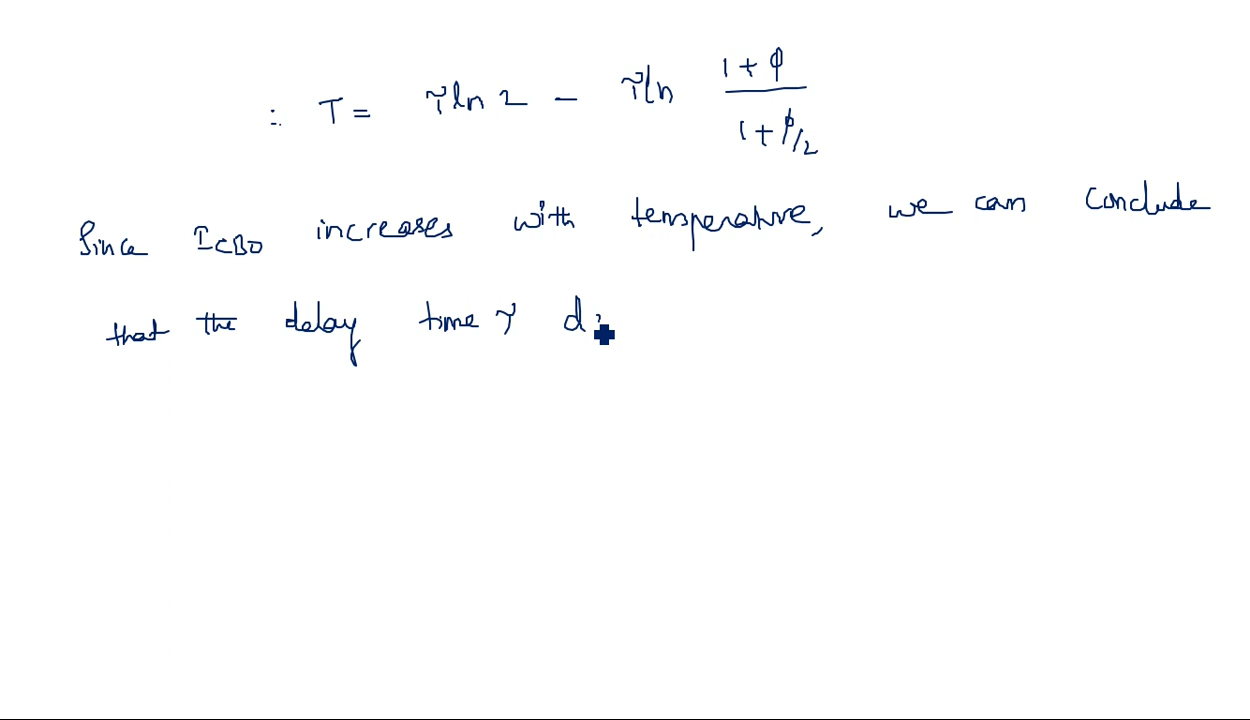 ∴ T = τ ln 2 − τ ln (1 + φ)/(1 + φ/2)
Since ICBO increases with temperature, we can conclude
that the delay time τ d